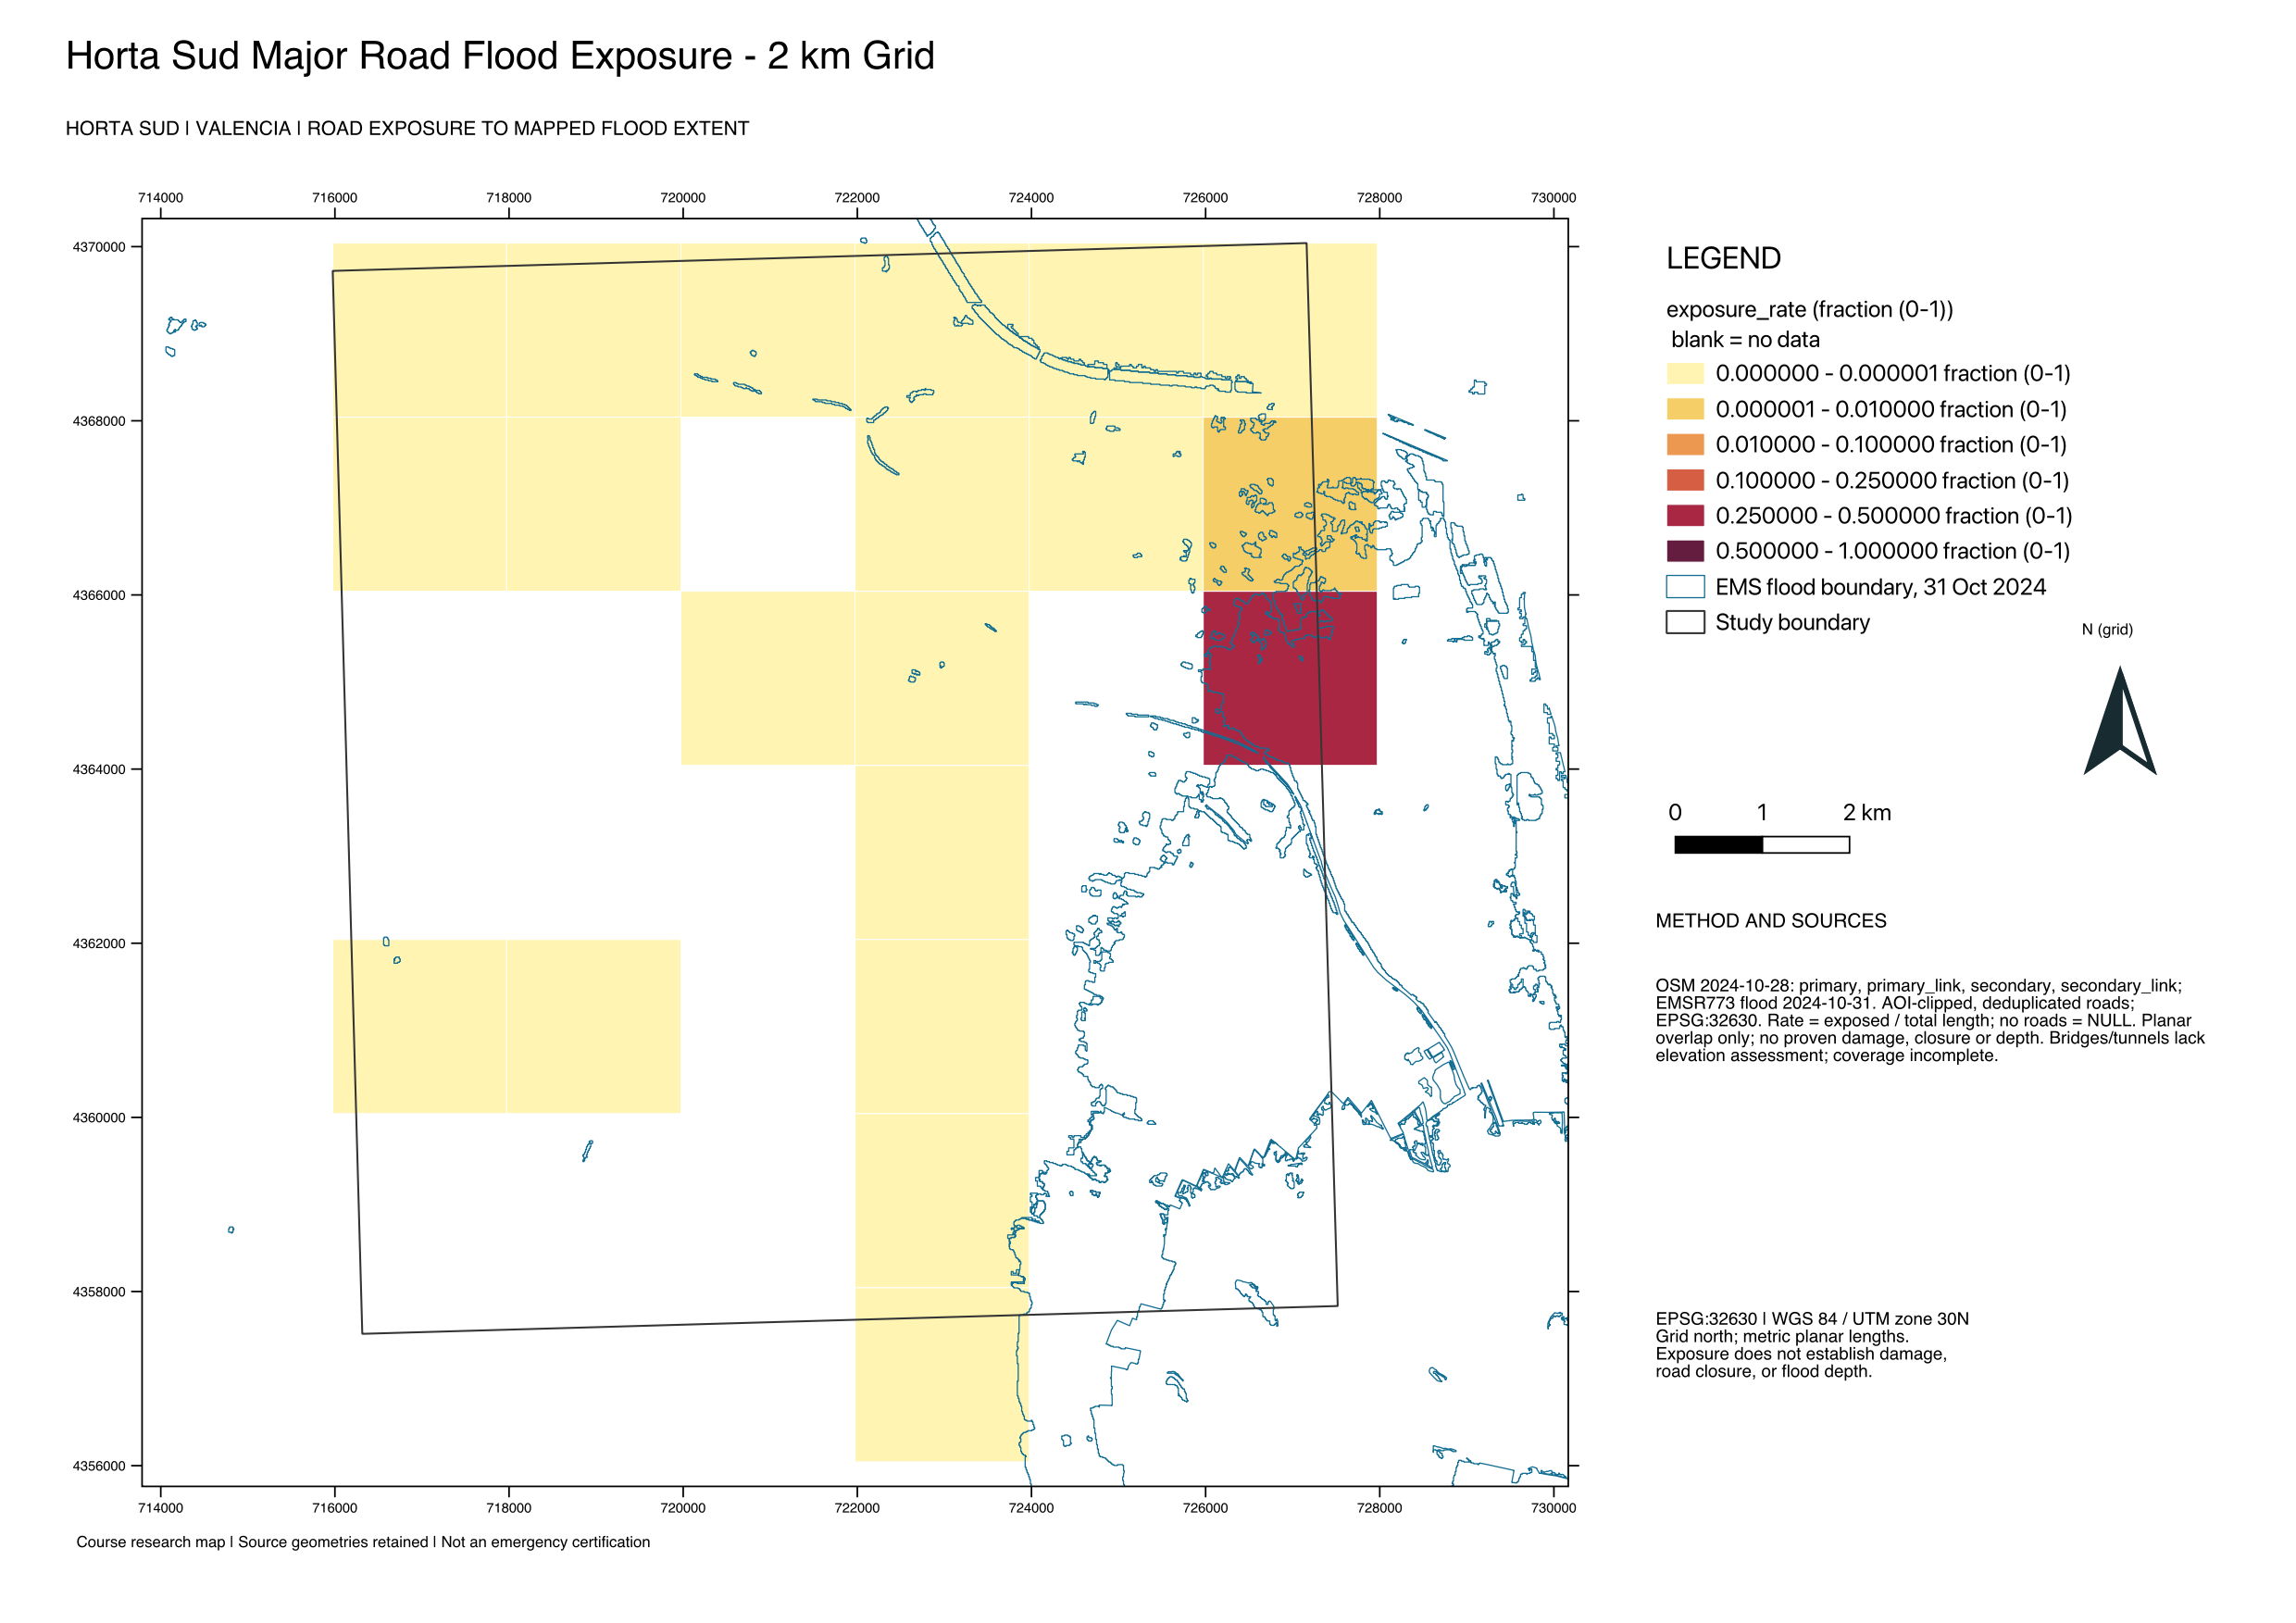 Horta Sud Major Road Flood Exposure - 2 km Grid
HORTA SUD | VALENCIA | ROAD EXPOSURE TO MAPPED FLOOD EXTENT
714000 716000 718000 720000 722000 724000 726000 728000 730000
4370000
4368000
4366000
4364000
4362000
4360000
4358000
4356000
714000 716000 718000 720000 722000 724000 726000 728000 730000
LEGEND
exposure_rate (fraction (0-1))
blank = no data
0.000000 - 0.000001 fraction (0-1)
0.000001 - 0.010000 fraction (0-1)
0.010000 - 0.100000 fraction (0-1)
0.100000 - 0.250000 fraction (0-1)
0.250000 - 0.500000 fraction (0-1)
0.500000 - 1.000000 fraction (0-1)
EMS flood boundary, 31 Oct 2024
Study boundary
N (grid)
0 1 2 km
METHOD AND SOURCES
OSM 2024-10-28: primary, primary_link, secondary, secondary_link;
EMSR773 flood 2024-10-31. AOI-clipped, deduplicated roads;
EPSG:32630. Rate = exposed / total length; no roads = NULL. Planar
overlap only; no proven damage, closure or depth. Bridges/tunnels lack
elevation assessment; coverage incomplete.
EPSG:32630 | WGS 84 / UTM zone 30N
Grid north; metric planar lengths.
Exposure does not establish damage,
road closure, or flood depth.
Course research map | Source geometries retained | Not an emergency certification